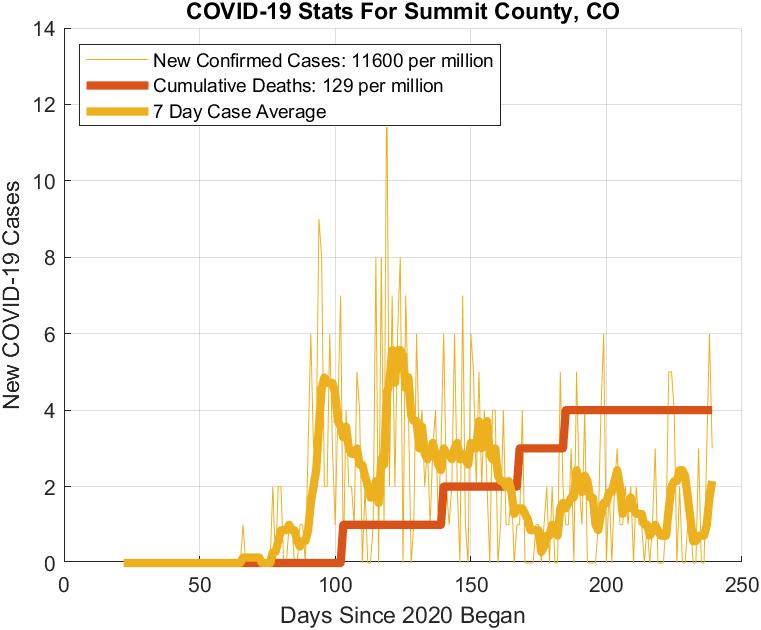 COVID-19 Stats For Summit County, CO
14
12
10
8
6
4
2
0
New COVID-19 Cases
New Confirmed Cases: 11600 per million
Cumulative Deaths: 129 per million
7 Day Case Average
0 50 100 150 200 250
Days Since 2020 Began